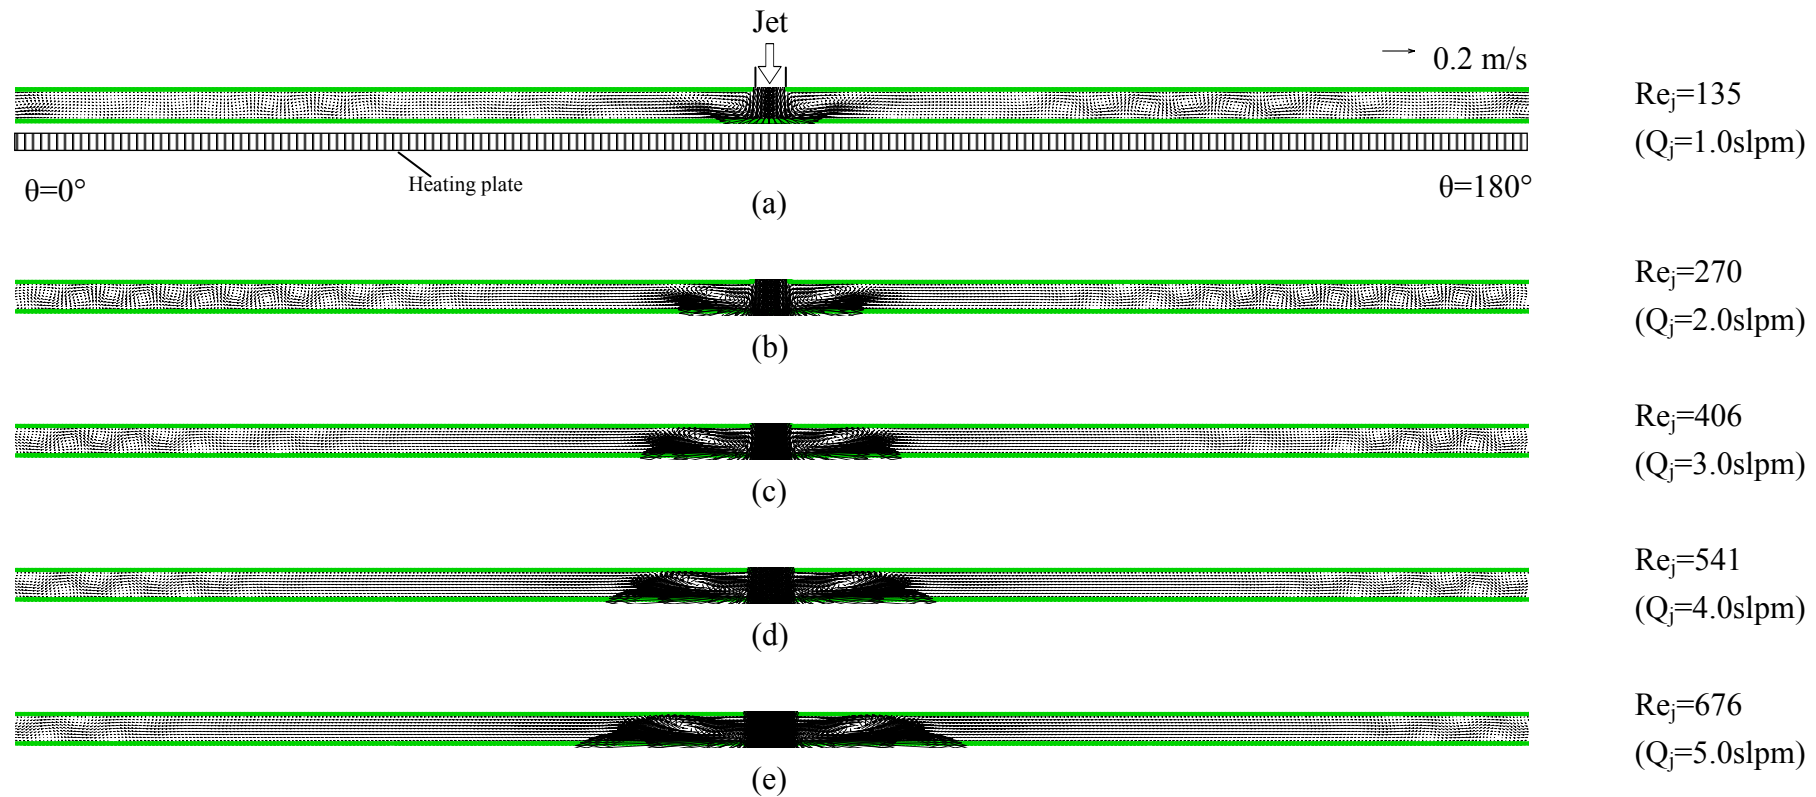 Jet
0.2 m/s
Re_j=135
(Q_j=1.0slpm)
θ=0°
Heating plate
θ=180°
(a)
Re_j=270
(Q_j=2.0slpm)
(b)
Re_j=406
(Q_j=3.0slpm)
(c)
Re_j=541
(Q_j=4.0slpm)
(d)
Re_j=676
(Q_j=5.0slpm)
(e)